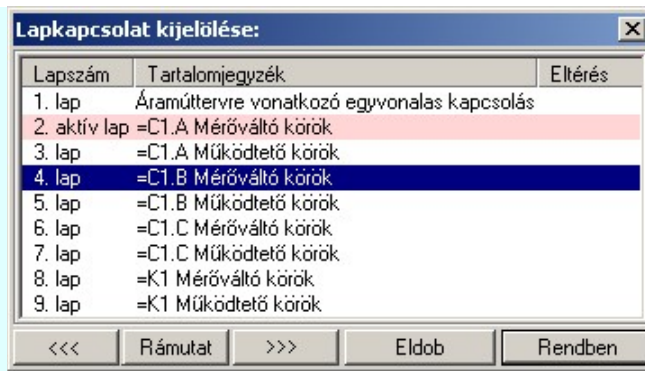 Lapkapcsolat kijelölése:
Lapszám Tartalomjegyzék Eltérés
1. lap Áramúttervre vonatkozó egyvonalas kapcsolás
2. aktív lap =C1.A Mérőváltó körök
3. lap =C1.A Működtető körök
4. lap =C1.B Mérőváltó körök
5. lap =C1.B Működtető körök
6. lap =C1.C Mérőváltó körök
7. lap =C1.C Működtető körök
8. lap =K1 Mérőváltó körök
9. lap =K1 Működtető körök
<<< Rámutat >>> Eldob Rendben